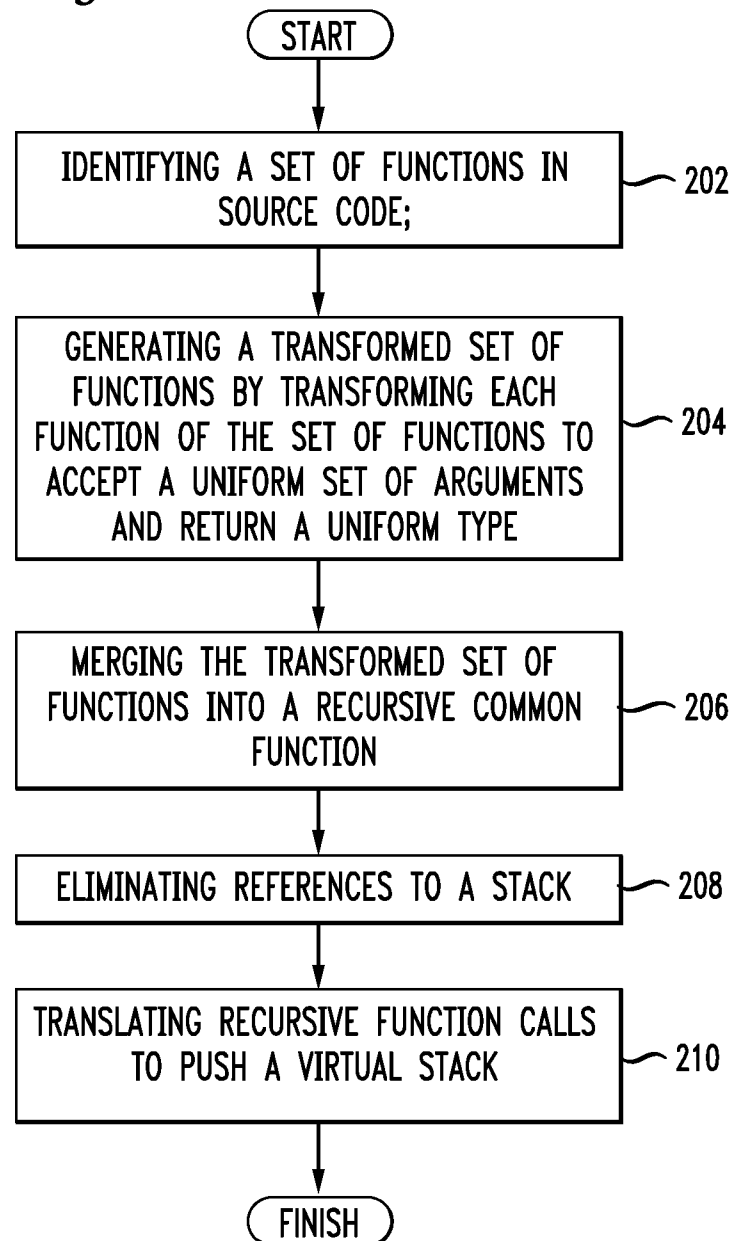 START
IDENTIFYING A SET OF FUNCTIONS IN
SOURCE CODE;
202
GENERATING A TRANSFORMED SET OF
FUNCTIONS BY TRANSFORMING EACH
FUNCTION OF THE SET OF FUNCTIONS TO
ACCEPT A UNIFORM SET OF ARGUMENTS
AND RETURN A UNIFORM TYPE
204
MERGING THE TRANSFORMED SET OF
FUNCTIONS INTO A RECURSIVE COMMON
FUNCTION
206
ELIMINATING REFERENCES TO A STACK
208
TRANSLATING RECURSIVE FUNCTION CALLS
TO PUSH A VIRTUAL STACK
210
FINISH